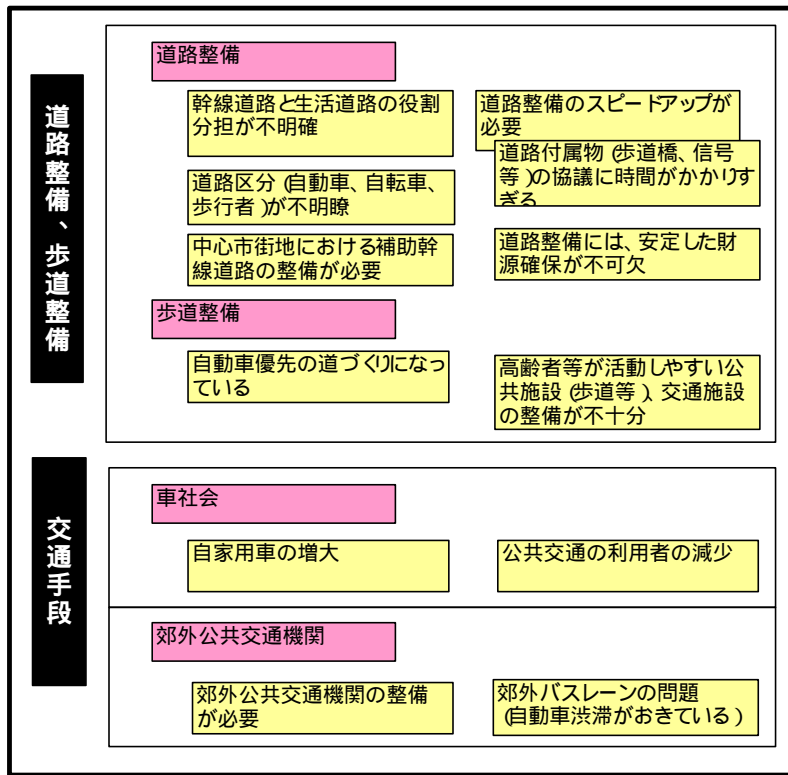 道路整備、歩道整備
道路整備
幹線道路と生活道路の役割
分担が不明確
道路区分(自動車、自転車、
歩行者)が不明瞭
中心市街地における補助幹
線道路の整備が必要
道路整備のスピードアップが
必要
道路付属物(歩道橋、信号
等)の協議に時間がかかりす
ぎる
道路整備には、安定した財
源確保が不可欠
歩道整備
自動車優先の道づくりになっ
ている
高齢者等が活動しやすい公
共施設(歩道等)、交通施設
の整備が不十分
交通手段
車社会
自家用車の増大
公共交通の利用者の減少
郊外公共交通機関
郊外公共交通機関の整備
が必要
郊外バスレーンの問題
(自動車渋滞がおきている)